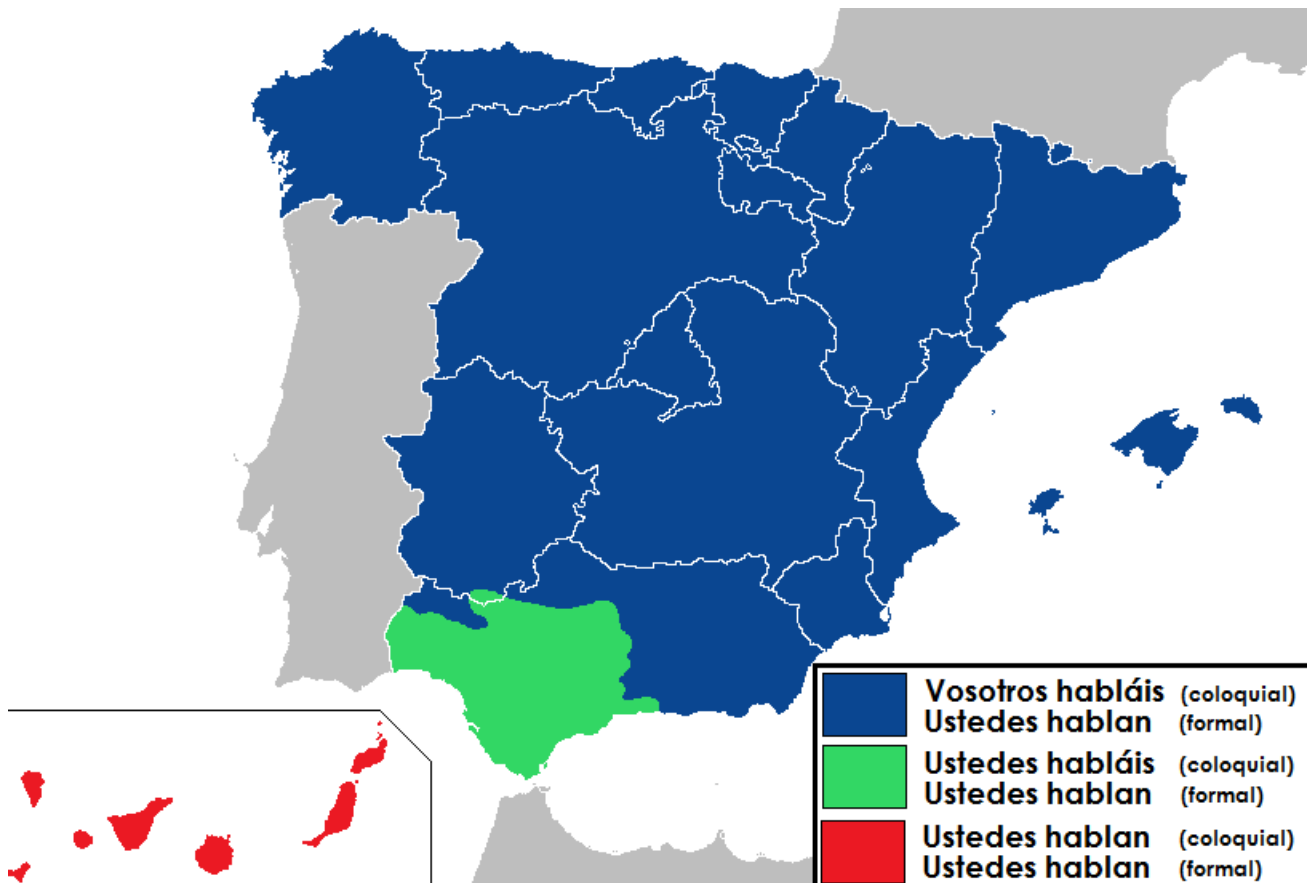 Vosotros habláis (coloquial)
Ustedes hablan (formal)
Ustedes habláis (coloquial)
Ustedes hablan (formal)
Ustedes hablan (coloquial)
Ustedes hablan (formal)